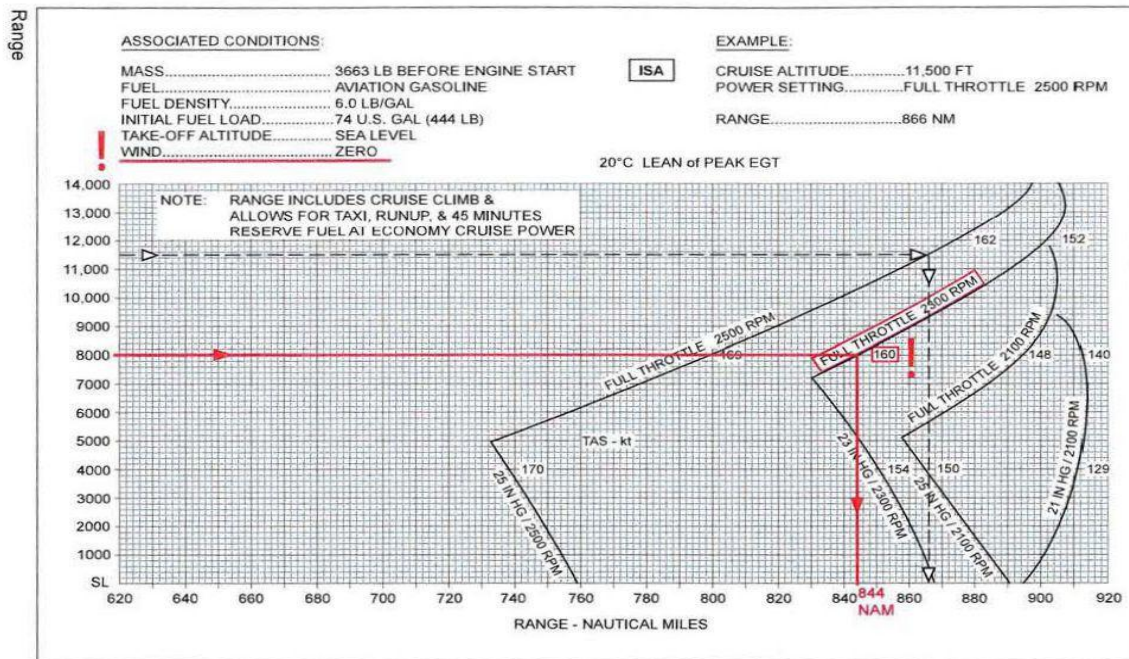 Range
ASSOCIATED CONDITIONS:
MASS........................ 3663 LB BEFORE ENGINE START
FUEL........................ AVIATION GASOLINE
FUEL DENSITY................ 6.0 LB/GAL
INITIAL FUEL LOAD........... 74 U.S. GAL (444 LB)
! TAKE-OFF ALTITUDE........... SEA LEVEL
WIND........................ ZERO
ISA
EXAMPLE:
CRUISE ALTITUDE............11,500 FT
POWER SETTING............FULL THROTTLE 2500 RPM
RANGE............866 NM
20°C LEAN of PEAK EGT
NOTE: RANGE INCLUDES CRUISE CLIMB &
ALLOWS FOR TAXI, RUNUP, & 45 MINUTES
RESERVE FUEL AT ECONOMY CRUISE POWER
14,000
13,000
12,000
11,000
10,000
9000
8000
7000
6000
5000
4000
3000
2000
1000
SL
162
152
FULL THROTTLE 2500 RPM
FULL THROTTLE 2300 RPM
FULL THROTTLE 2100 RPM
160
!
148
140
TAS - kt
170
154
150
129
25 IN HG / 2500 RPM
23 IN HG / 2300 RPM
25 IN HG / 2100 RPM
21 IN HG / 2100 RPM
620 640 660 680 700 720 740 760 780 800 820 840 860 880 900 920
844
NAM
RANGE - NAUTICAL MILES